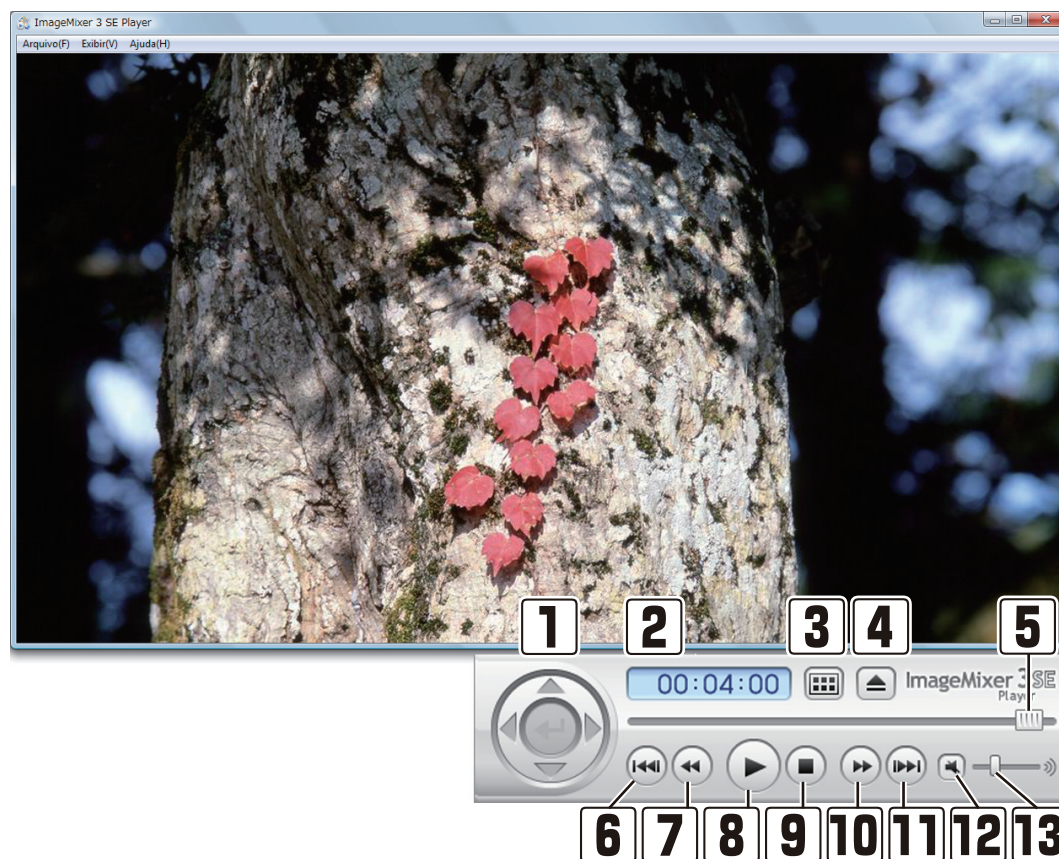 ImageMixer 3 SE Player
Arquivo(F) Exibir(V) Ajuda(H)
1 2 3 4 5
00:04:00
ImageMixer 3 SE
Player
6 7 8 9 10 11 12 13